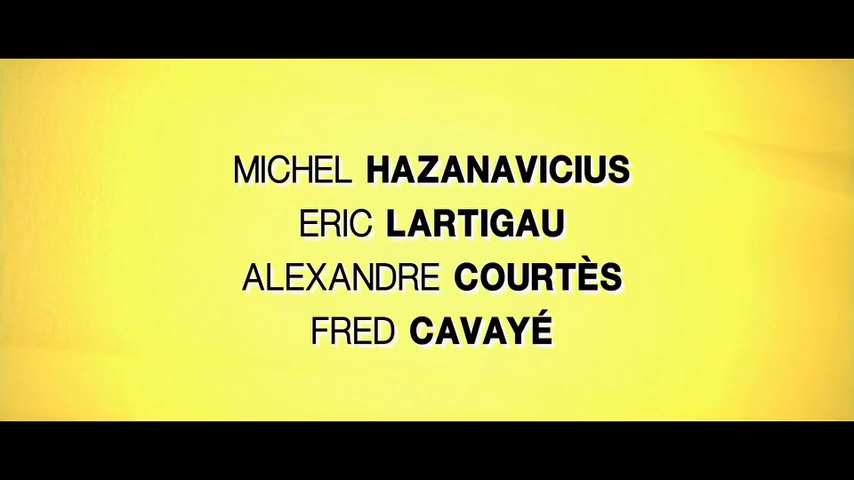 MICHEL HAZANAVICIUS
ERIC LARTIGAU
ALEXANDRE COURTÈS
FRED CAVAYÉ